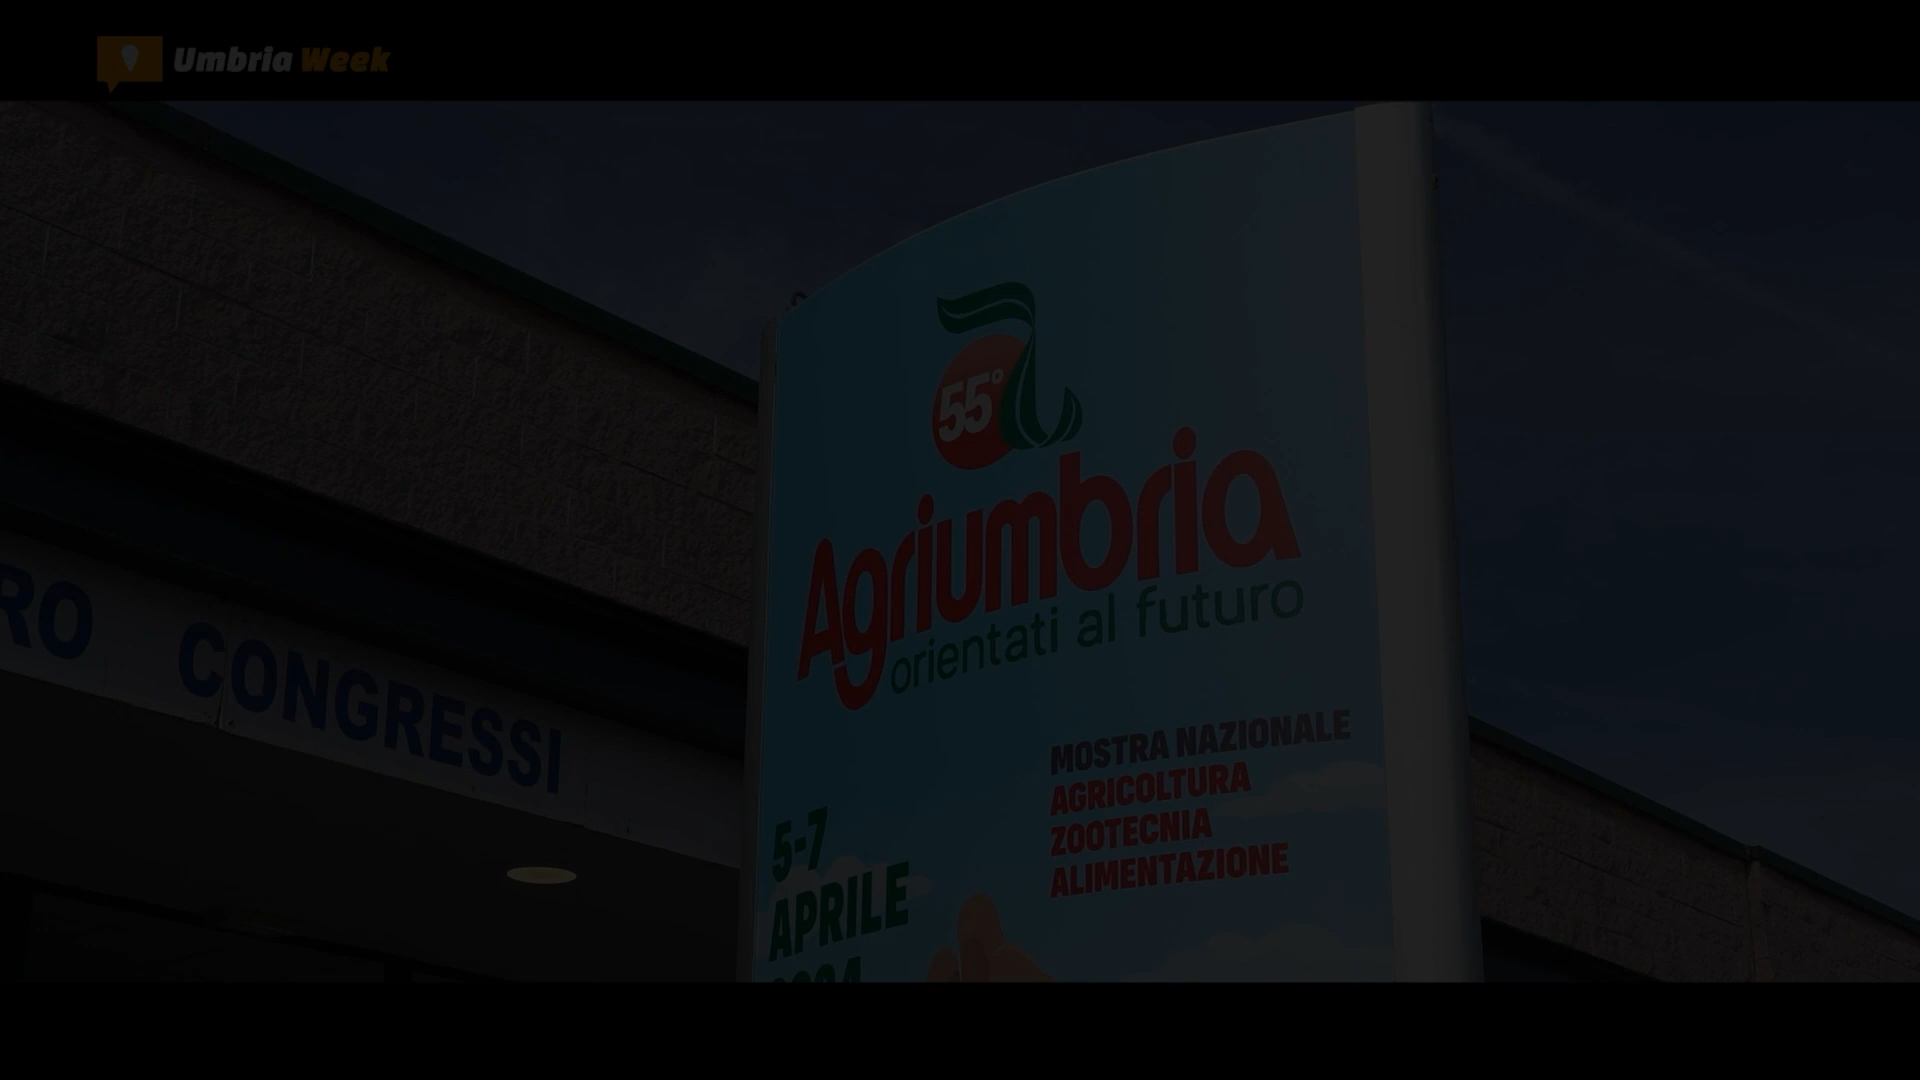 Umbria Week
RO CONGRESSI
55°
Agriumbria
orientati al futuro
MOSTRA NAZIONALE
AGRICOLTURA
ZOOTECNIA
ALIMENTAZIONE
5-7
APRILE